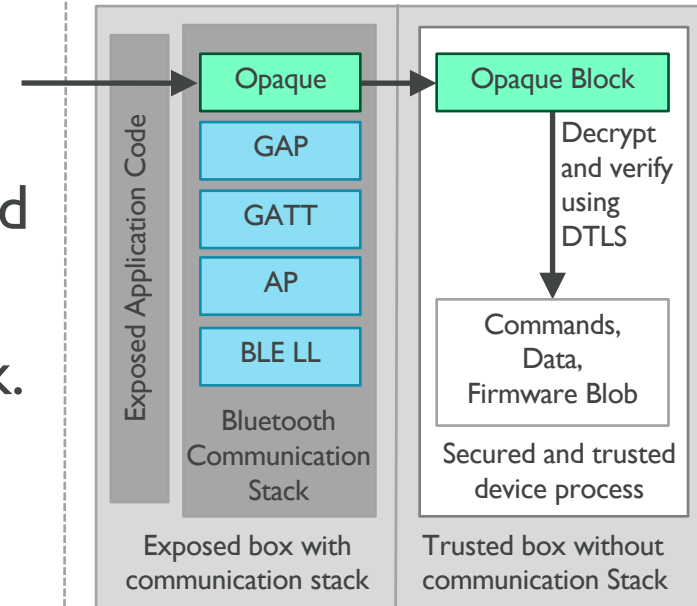 d
k.
Exposed Application Code
Opaque
GAP
GATT
AP
BLE LL
Bluetooth
Communication
Stack
Exposed box with
communication stack
Opaque Block
Decrypt
and verify
using
DTLS
Commands,
Data,
Firmware Blob
Secured and trusted
device process
Trusted box without
communication Stack